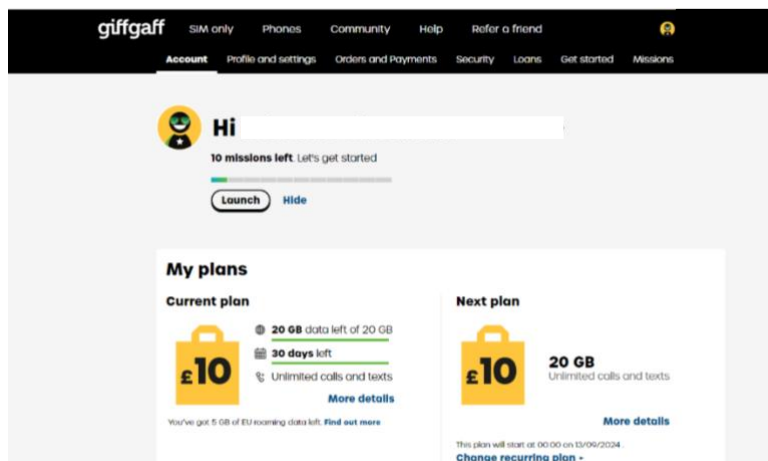 giffgaff SIM only Phones Community Help Refer a friend
Account Profile and settings Orders and Payments Security Loans Get started Missions
Hi
10 missions left. Let's get started
Launch Hide
My plans
Current plan
£10
20 GB data left of 20 GB
30 days left
Unlimited calls and texts
More details
You've got 5 GB of EU roaming data left. Find out more
Next plan
£10
20 GB
Unlimited calls and texts
More details
This plan will start at 00:00 on 13/09/2024.
Change recurring plan -